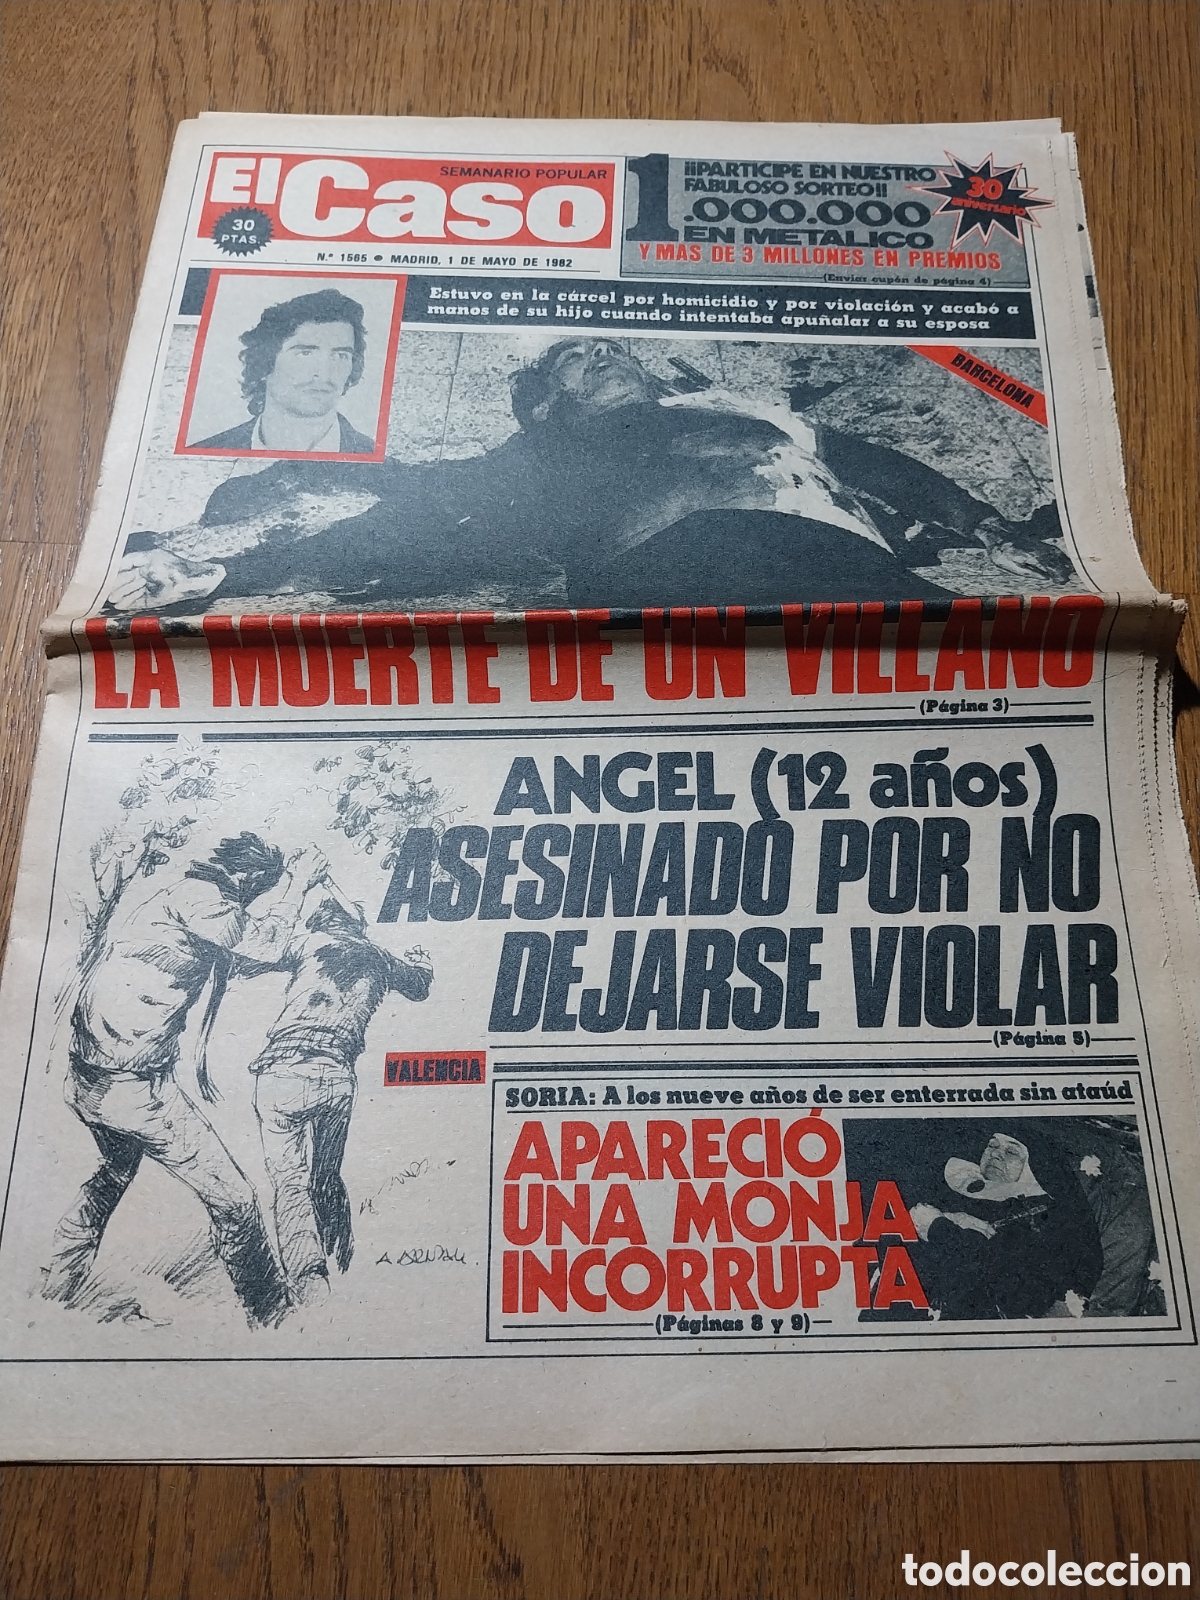 SEMANARIO POPULAR
El Caso
30
PTAS.
N.º 1565 ● MADRID, 1 DE MAYO DE 1982
¡¡PARTICIPE EN NUESTRO
FABULOSO SORTEO!!
1.000.000
EN METALICO
Y MAS DE 3 MILLONES EN PREMIOS
(Enviar cupón de página 4)
30
aniversario
Estuvo en la cárcel por homicidio y por violación y acabó a
manos de su hijo cuando intentaba apuñalar a su esposa
BARCELONA
LA MUERTE DE UN VILLANO
(Página 3)
ANGEL (12 años)
ASESINADO POR NO
DEJARSE VIOLAR
(Página 5)
VALENCIA
SORIA: A los nueve años de ser enterrada sin ataúd
APARECIÓ
UNA MONJA
INCORRUPTA
(Páginas 8 y 9)
todocoleccion